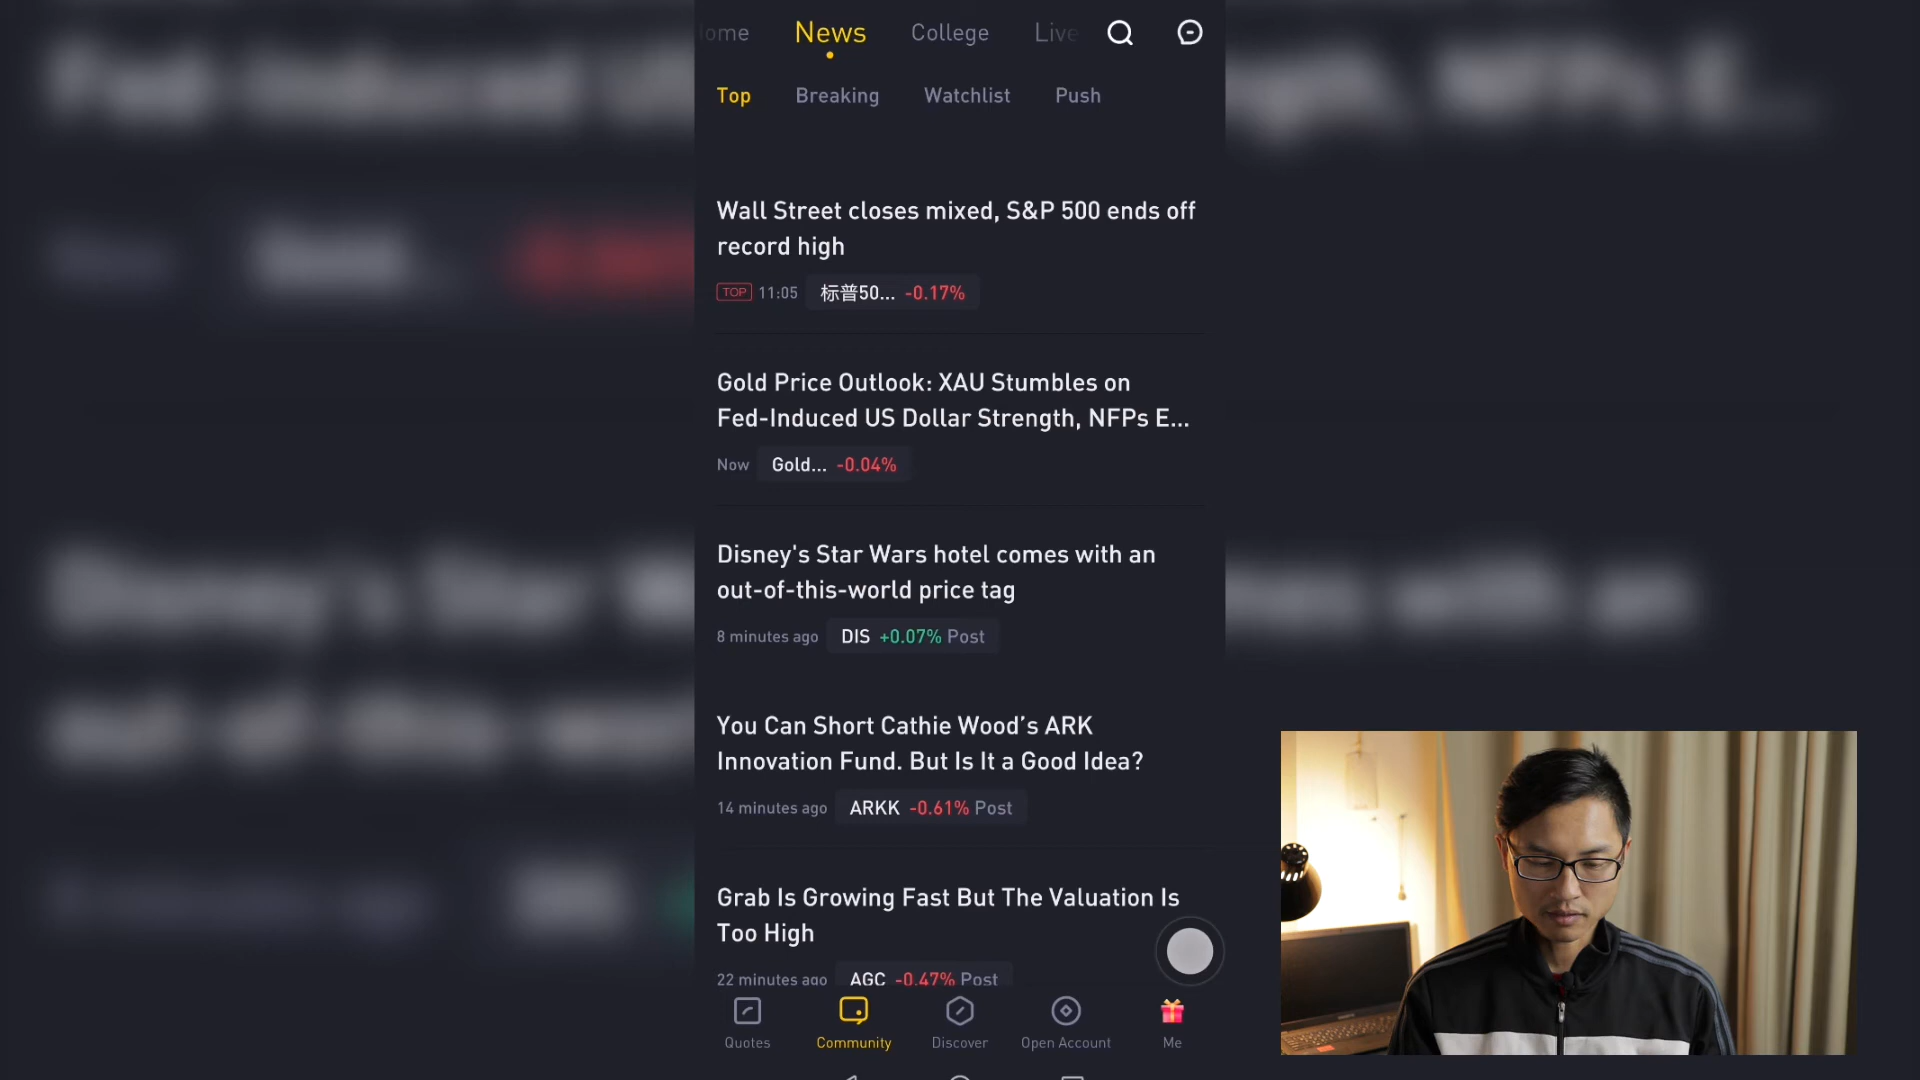 ome News College Live
Top Breaking Watchlist Push
Wall Street closes mixed, S&P 500 ends off
record high
TOP 11:05 标普50... -0.17%
Gold Price Outlook: XAU Stumbles on
Fed-Induced US Dollar Strength, NFPs E...
Now Gold... -0.04%
Disney's Star Wars hotel comes with an
out-of-this-world price tag
8 minutes ago DIS +0.07% Post
You Can Short Cathie Wood’s ARK
Innovation Fund. But Is It a Good Idea?
14 minutes ago ARKK -0.61% Post
Grab Is Growing Fast But The Valuation Is
Too High
22 minutes ago AGC -0.47% Post
Quotes Community Discover Open Account Me